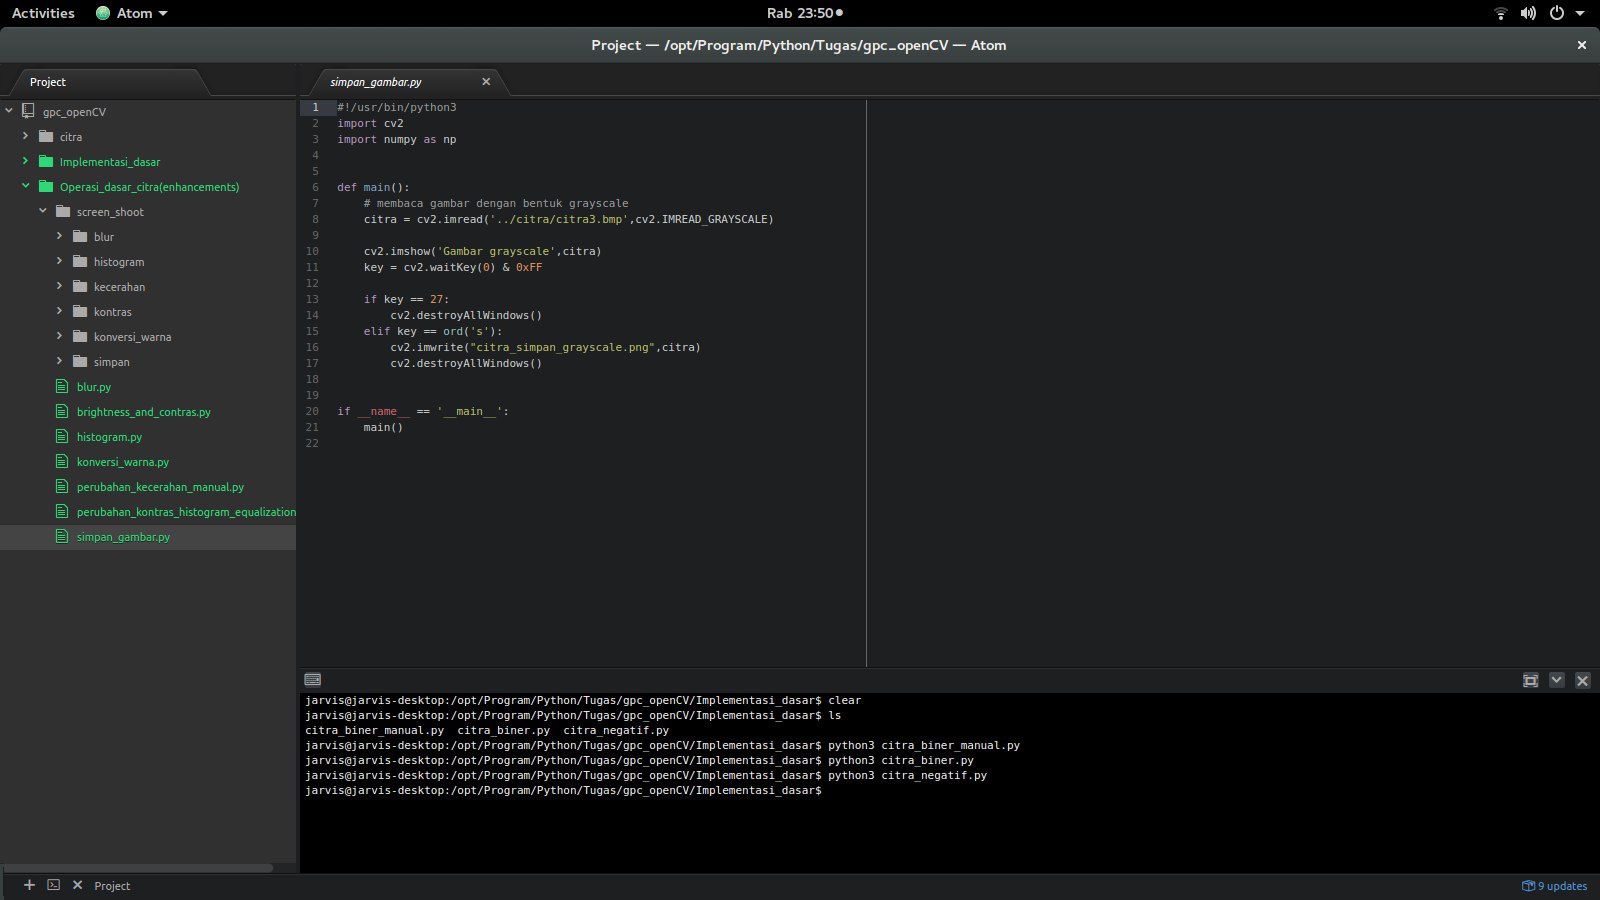 Activities Atom Rab 23:50
Project — /opt/Program/Python/Tugas/gpc_openCV — Atom
Project
gpc_openCV
citra
Implementasi_dasar
Operasi_dasar_citra(enhancements)
screen_shoot
blur
histogram
kecerahan
kontras
konversi_warna
simpan
blur.py
brightness_and_contras.py
histogram.py
konversi_warna.py
perubahan_kecerahan_manual.py
perubahan_kontras_histogram_equalization
simpan_gambar.py
simpan_gambar.py
1 #!/usr/bin/python3
2 import cv2
3 import numpy as np
4
5
6 def main():
7     # membaca gambar dengan bentuk grayscale
8     citra = cv2.imread('../citra/citra3.bmp',cv2.IMREAD_GRAYSCALE)
9
10     cv2.imshow('Gambar grayscale',citra)
11     key = cv2.waitKey(0) & 0xFF
12
13     if key == 27:
14         cv2.destroyAllWindows()
15     elif key == ord('s'):
16         cv2.imwrite("citra_simpan_grayscale.png",citra)
17         cv2.destroyAllWindows()
18
19
20 if __name__ == '__main__':
21     main()
22
jarvis@jarvis-desktop:/opt/Program/Python/Tugas/gpc_openCV/Implementasi_dasar$ clear
jarvis@jarvis-desktop:/opt/Program/Python/Tugas/gpc_openCV/Implementasi_dasar$ ls
citra_biner_manual.py  citra_biner.py  citra_negatif.py
jarvis@jarvis-desktop:/opt/Program/Python/Tugas/gpc_openCV/Implementasi_dasar$ python3 citra_biner_manual.py
jarvis@jarvis-desktop:/opt/Program/Python/Tugas/gpc_openCV/Implementasi_dasar$ python3 citra_biner.py
jarvis@jarvis-desktop:/opt/Program/Python/Tugas/gpc_openCV/Implementasi_dasar$ python3 citra_negatif.py
jarvis@jarvis-desktop:/opt/Program/Python/Tugas/gpc_openCV/Implementasi_dasar$
Project
9 updates